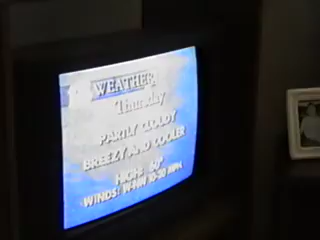 WEATHER
Thursday
PARTLY CLOUDY
BREEZY AND COOLER
HIGH: 60°
WINDS: W-NW 10-20 MPH